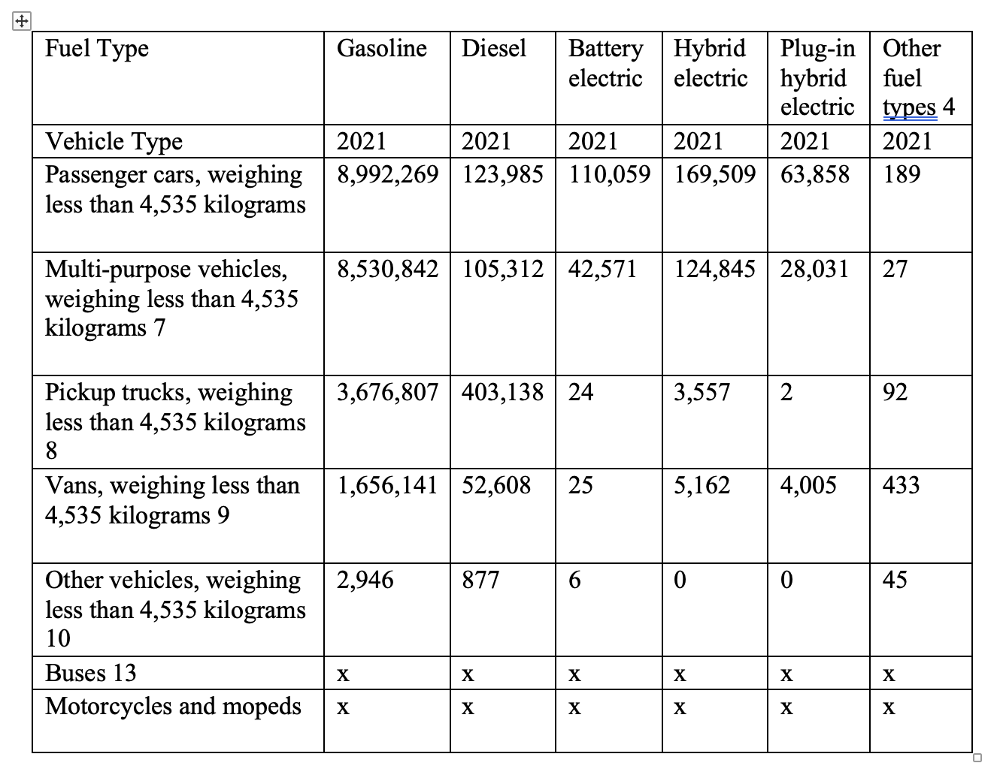 Fuel Type Gasoline Diesel Battery Hybrid Plug-in Other
electric electric hybrid fuel
electric types 4
Vehicle Type 2021 2021 2021 2021 2021 2021
Passenger cars, weighing 8,992,269 123,985 110,059 169,509 63,858 189
less than 4,535 kilograms
Multi-purpose vehicles, 8,530,842 105,312 42,571 124,845 28,031 27
weighing less than 4,535
kilograms 7
Pickup trucks, weighing 3,676,807 403,138 24 3,557 2 92
less than 4,535 kilograms
8
Vans, weighing less than 1,656,141 52,608 25 5,162 4,005 433
4,535 kilograms 9
Other vehicles, weighing 2,946 877 6 0 0 45
less than 4,535 kilograms
10
Buses 13 x x x x x x
Motorcycles and mopeds x x x x x x